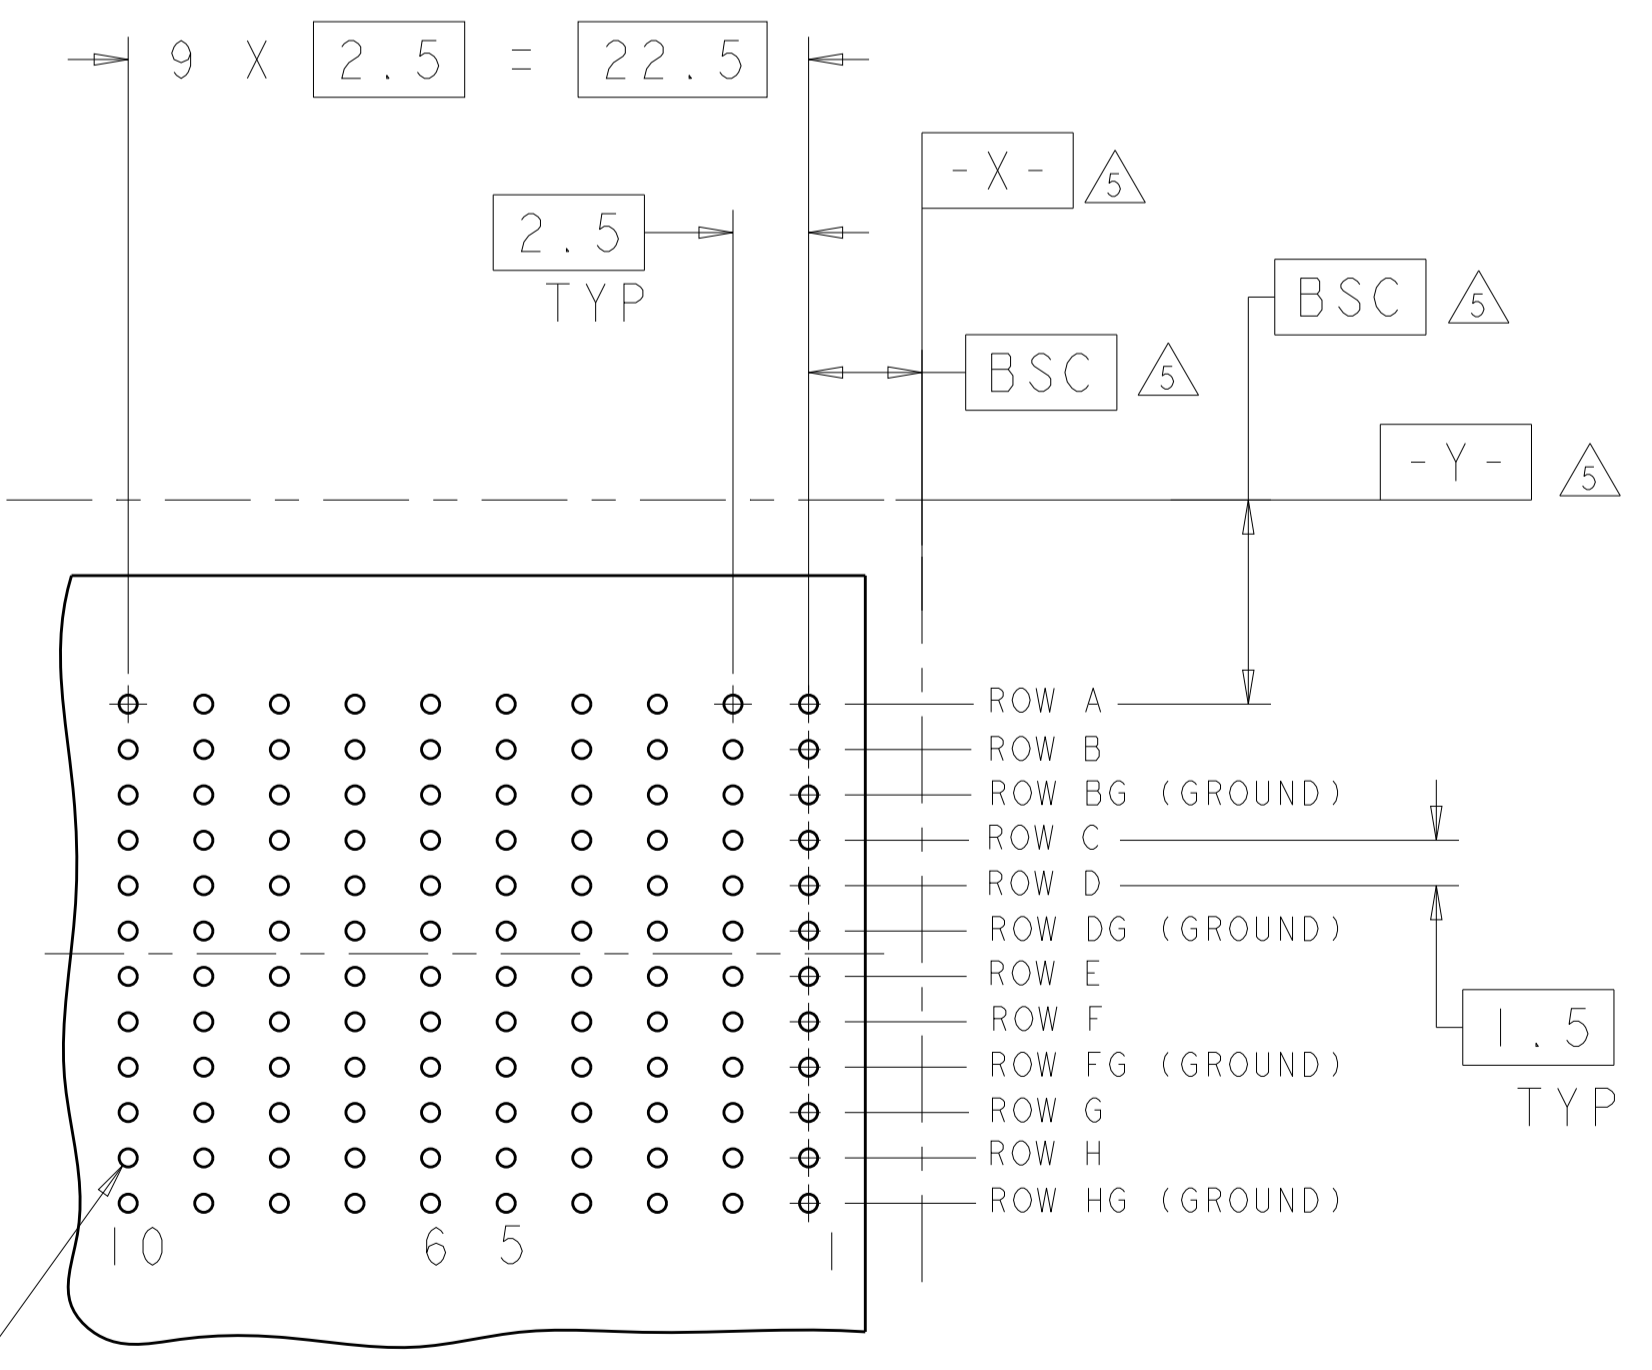 9 X 2.5 = 22.5
-X- 5
2.5
TYP
BSC 5
BSC 5
-Y- 5
ROW A
ROW B
ROW BG (GROUND)
ROW C
ROW D
ROW DG (GROUND)
ROW E
ROW F
ROW FG (GROUND)
1.5
TYP
ROW G
ROW H
ROW HG (GROUND)
10 6 5 1